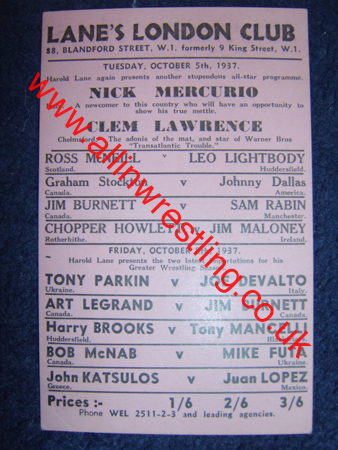 LANE'S LONDON CLUB
88, BLANDFORD STREET, W.1. formerly 9 King Street, W.1.
TUESDAY, OCTOBER 5th, 1937.
Harold Lane again presents another stupendous all-star programme.
NICK MERCURIO
A newcomer to this country who will have an opportunity
to show his true mettle.
CLEM LAWRENCE
Chelmsford. The adonis of the mat, and star of Warner Bros
"Transatlantic Trouble."
ROSS McNEILL v LEO LIGHTBODY
Scotland. Huddersfield.
Graham Stockton v Johnny Dallas
Canada. America.
JIM BURNETT v SAM RABIN
Canada. Manchester.
CHOPPER HOWLETT v JIM MALONEY
Rotherhithe. Ireland.
FRIDAY, OCTOBER 1937.
Harold Lane presents the two latest importations for his
Greater Wrestling
TONY PARKIN v JOE DEVALTO
Ukraine. Italy.
ART LEGRAND v JIM BURNETT
Canada. Canada.
Harry BROOKS v Tony MANCELLI
Huddersfield.
BOB McNAB v MIKE FUTA
Canada. Ukraine.
John KATSULOS v Juan LOPEZ
Greece. Mexico.
Prices :- 1/6 2/6 3/6
Phone WEL 2511-2-3 and leading agencies.
www.allinwrestling.co.uk